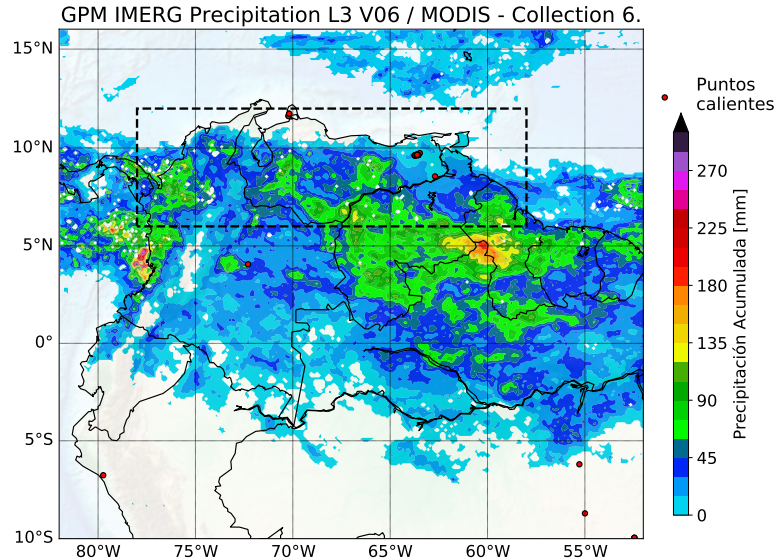 GPM IMERG Precipitation L3 V06 / MODIS - Collection 6.
15°N
10°N
5°N
0°
5°S
10°S
80°W
75°W
70°W
65°W
60°W
55°W
Puntos
calientes
270
225
180
135
90
45
0
Precipitación Acumulada [mm]